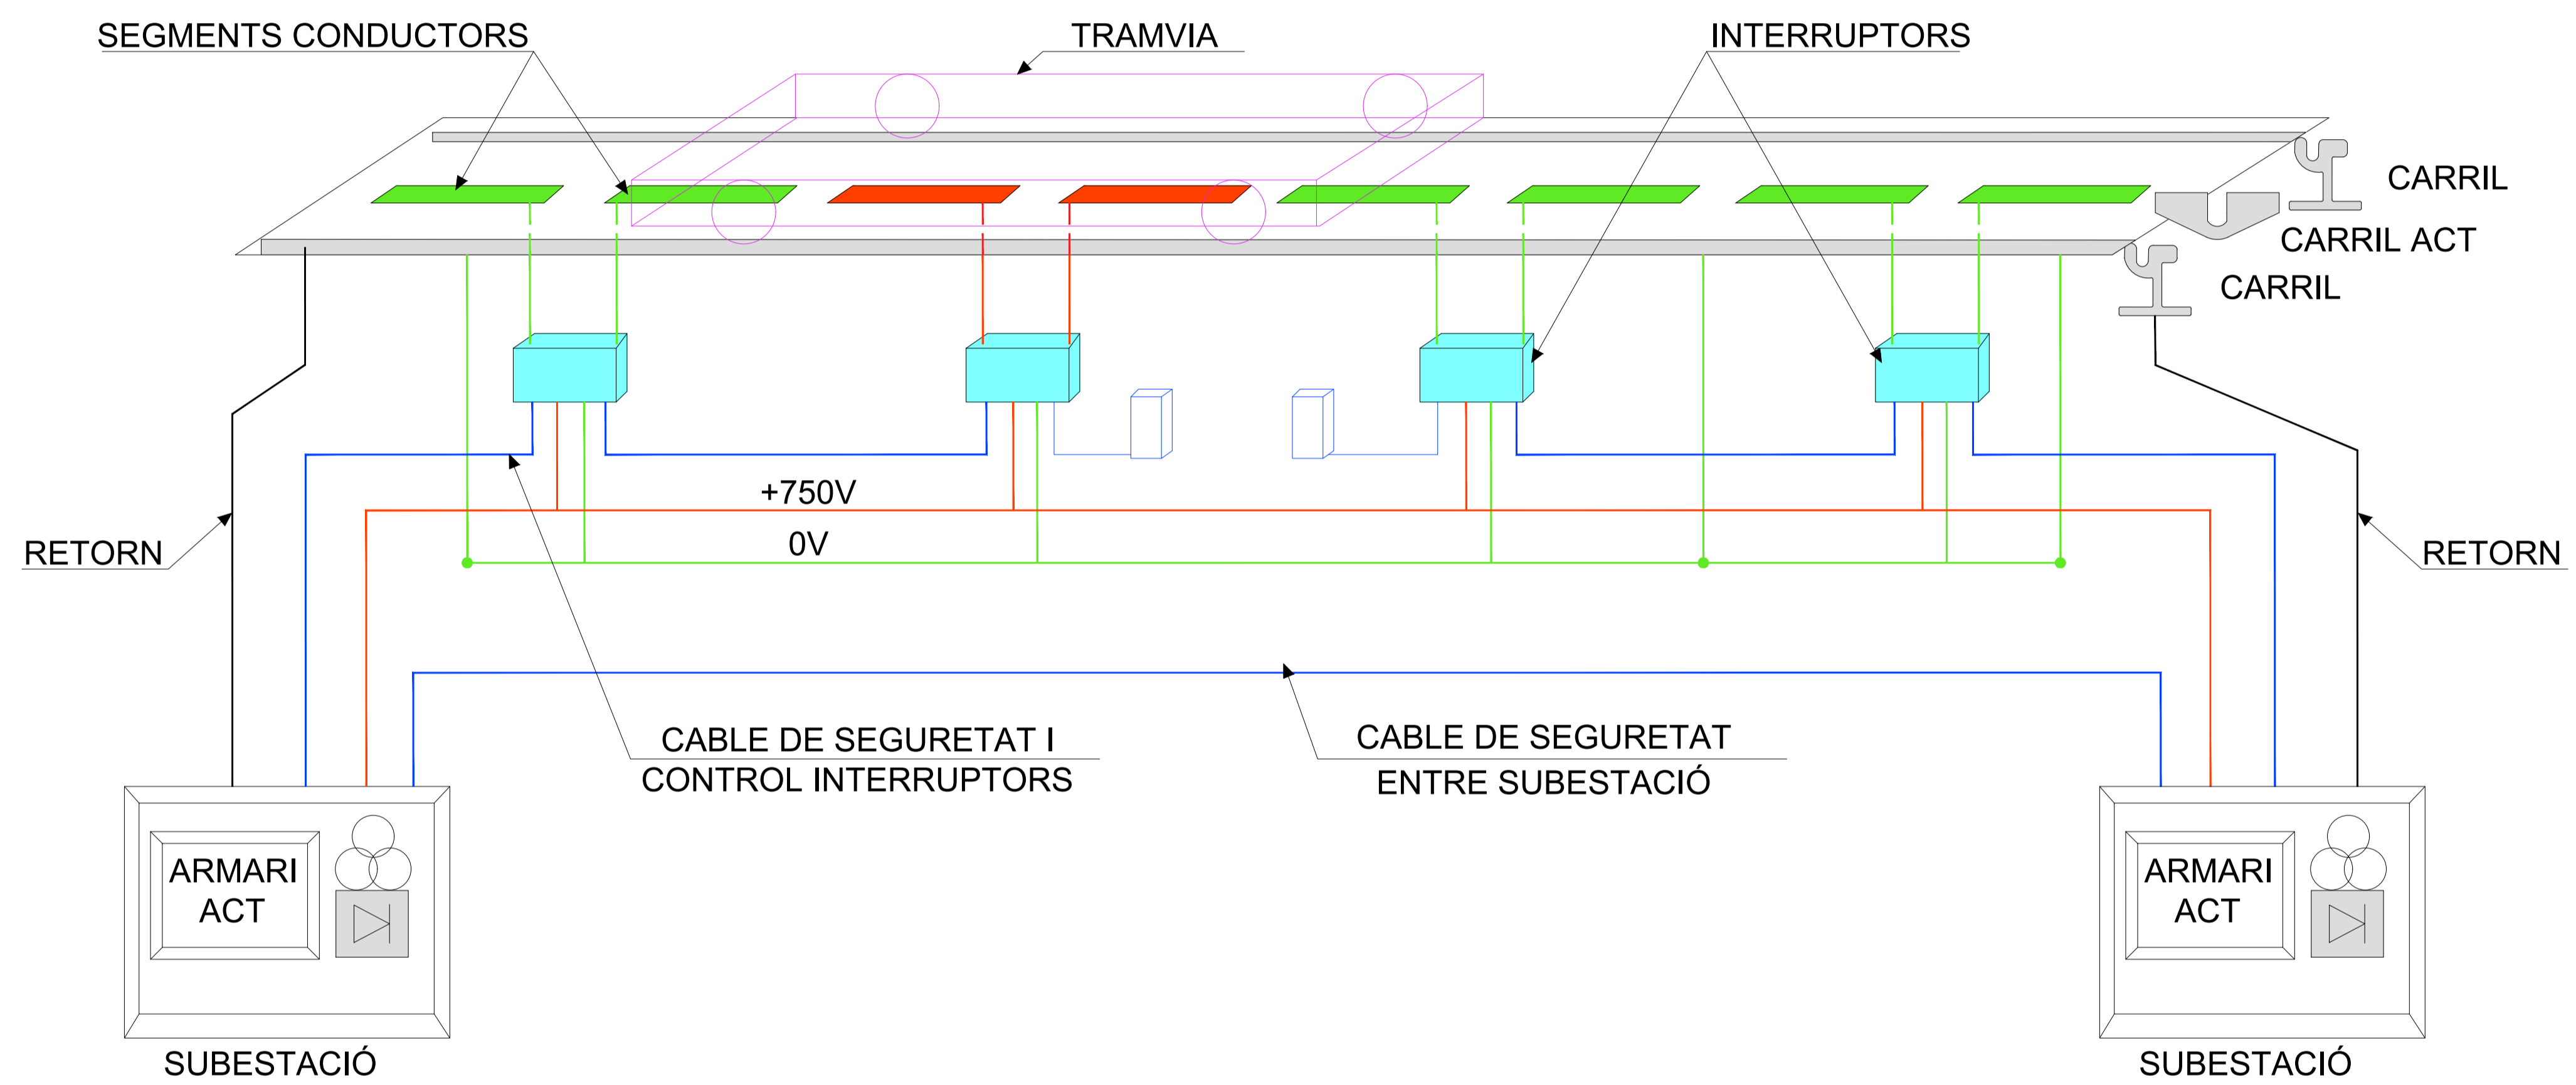 SEGMENTS CONDUCTORS
TRAMVIA
INTERRUPTORS
CARRIL
CARRIL ACT
CARRIL
+750V
0V
RETORN
RETORN
CABLE DE SEGURETAT I
CONTROL INTERRUPTORS
CABLE DE SEGURETAT
ENTRE SUBESTACIÓ
ARMARI
ACT
ARMARI
ACT
SUBESTACIÓ
SUBESTACIÓ